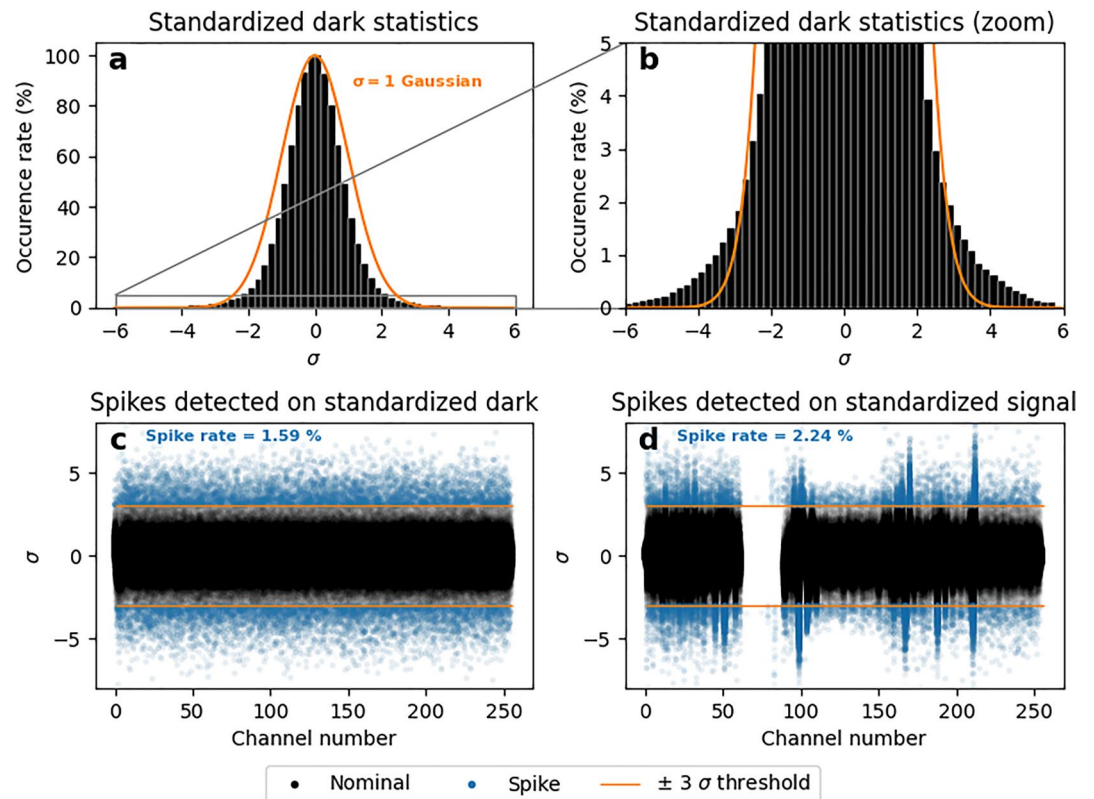 Standardized dark statistics
a
σ = 1 Gaussian
Occurence rate (%)
100
80
60
40
20
0
−6 −4 −2 0 2 4 6
σ
Standardized dark statistics (zoom)
b
Occurence rate (%)
5
4
3
2
1
0
−6 −4 −2 0 2 4 6
σ
Spikes detected on standardized dark
c
Spike rate = 1.59 %
σ
5
0
−5
0 50 100 150 200 250
Channel number
Spikes detected on standardized signal
d
Spike rate = 2.24 %
σ
5
0
−5
0 50 100 150 200 250
Channel number
Nominal Spike ± 3 σ threshold